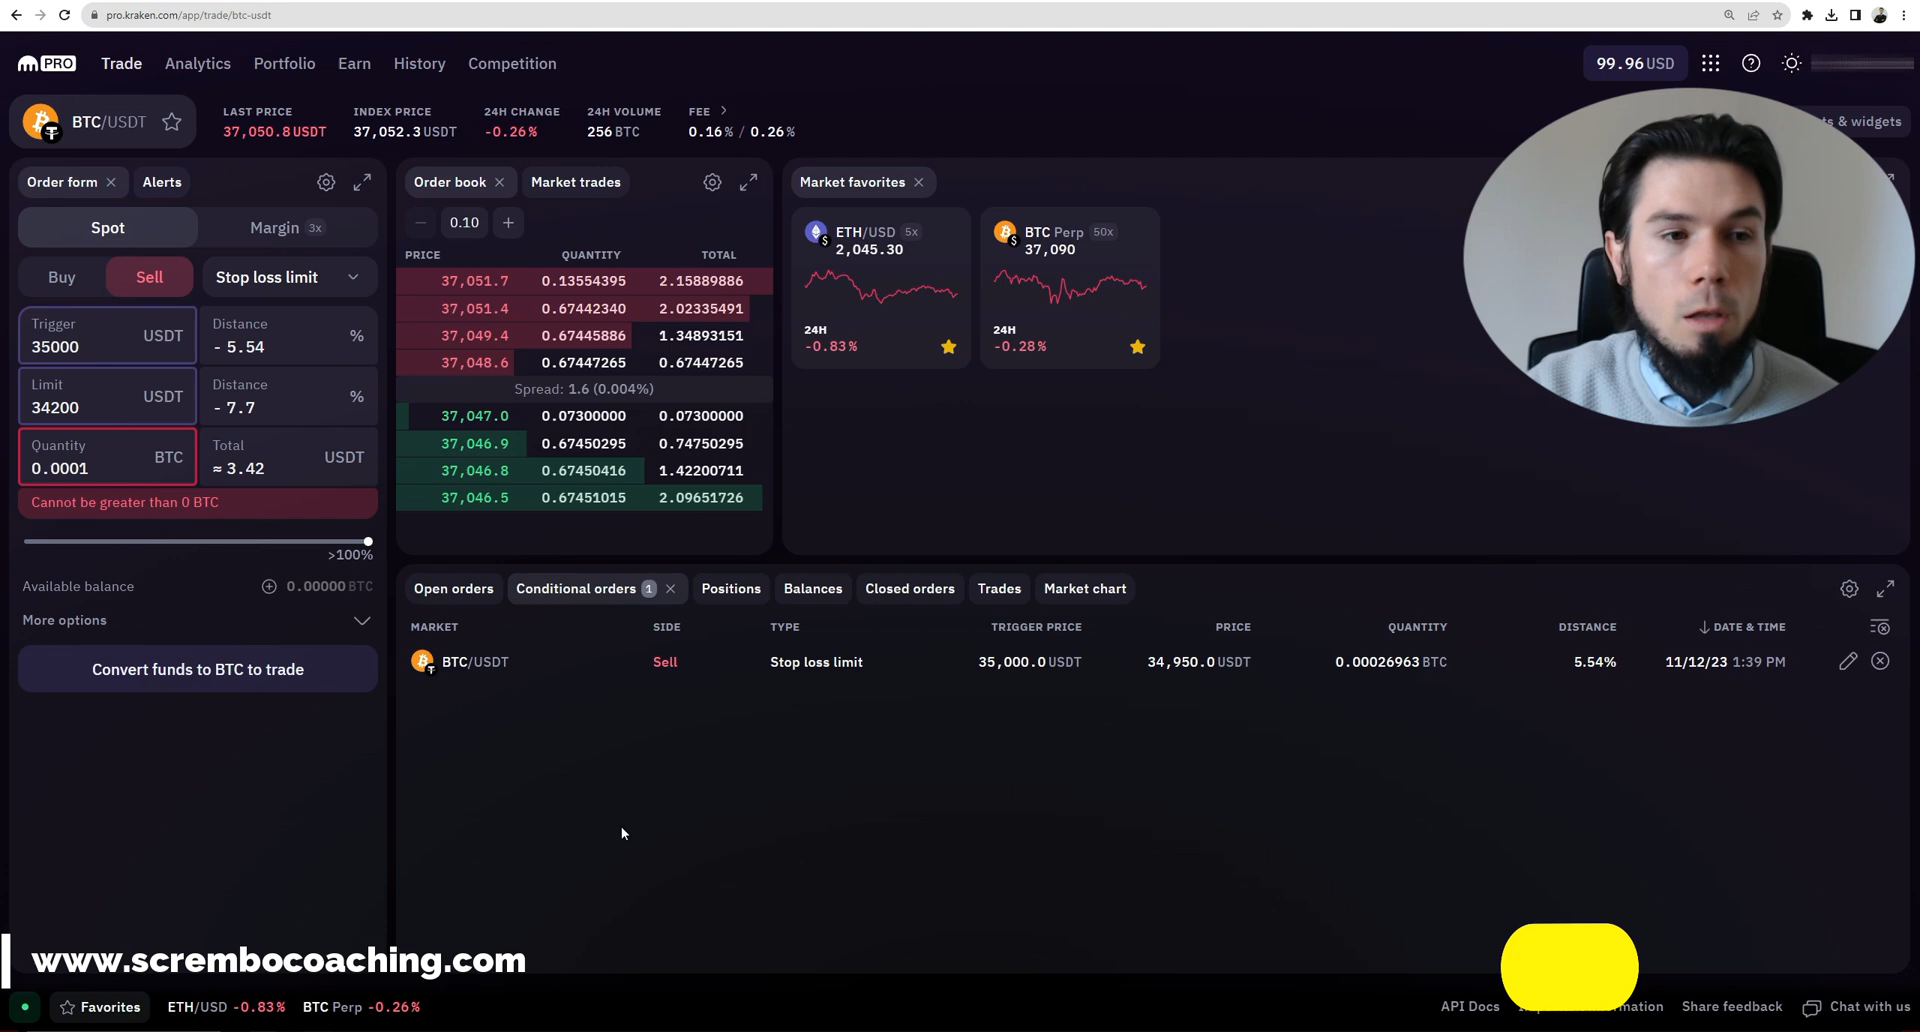 pro.kraken.com/app/trade/btc-usdt
PRO Trade Analytics Portfolio Earn History Competition 99.96 USD
BTC/USDT
LAST PRICE INDEX PRICE 24H CHANGE 24H VOLUME FEE
37,050.8 USDT 37,052.3 USDT -0.26% 256 BTC 0.16% / 0.26%
& widgets
Order form Alerts
Spot Margin 3x
Buy Sell Stop loss limit
Trigger Distance
35000 USDT - 5.54 %
Limit Distance
34200 USDT - 7.7 %
Quantity Total
0.0001 BTC ≈ 3.42 USDT
Cannot be greater than 0 BTC
>100%
Available balance 0.00000 BTC
More options
Convert funds to BTC to trade
Order book Market trades
0.10
PRICE QUANTITY TOTAL
37,051.7 0.13554395 2.15889886
37,051.4 0.67442340 2.02335491
37,049.4 0.67445886 1.34893151
37,048.6 0.67447265 0.67447265
Spread: 1.6 (0.004%)
37,047.0 0.07300000 0.07300000
37,046.9 0.67450295 0.74750295
37,046.8 0.67450416 1.42200711
37,046.5 0.67451015 2.09651726
Market favorites
ETH/USD 5x
2,045.30
24H
-0.83%
BTC Perp 50x
37,090
24H
-0.28%
Open orders Conditional orders 1 Positions Balances Closed orders Trades Market chart
MARKET SIDE TYPE TRIGGER PRICE PRICE QUANTITY DISTANCE DATE & TIME
BTC/USDT Sell Stop loss limit 35,000.0 USDT 34,950.0 USDT 0.00026963 BTC 5.54% 11/12/23 1:39 PM
www.scrembocoaching.com
Favorites ETH/USD -0.83% BTC Perp -0.26% API Docs Share feedback Chat with us